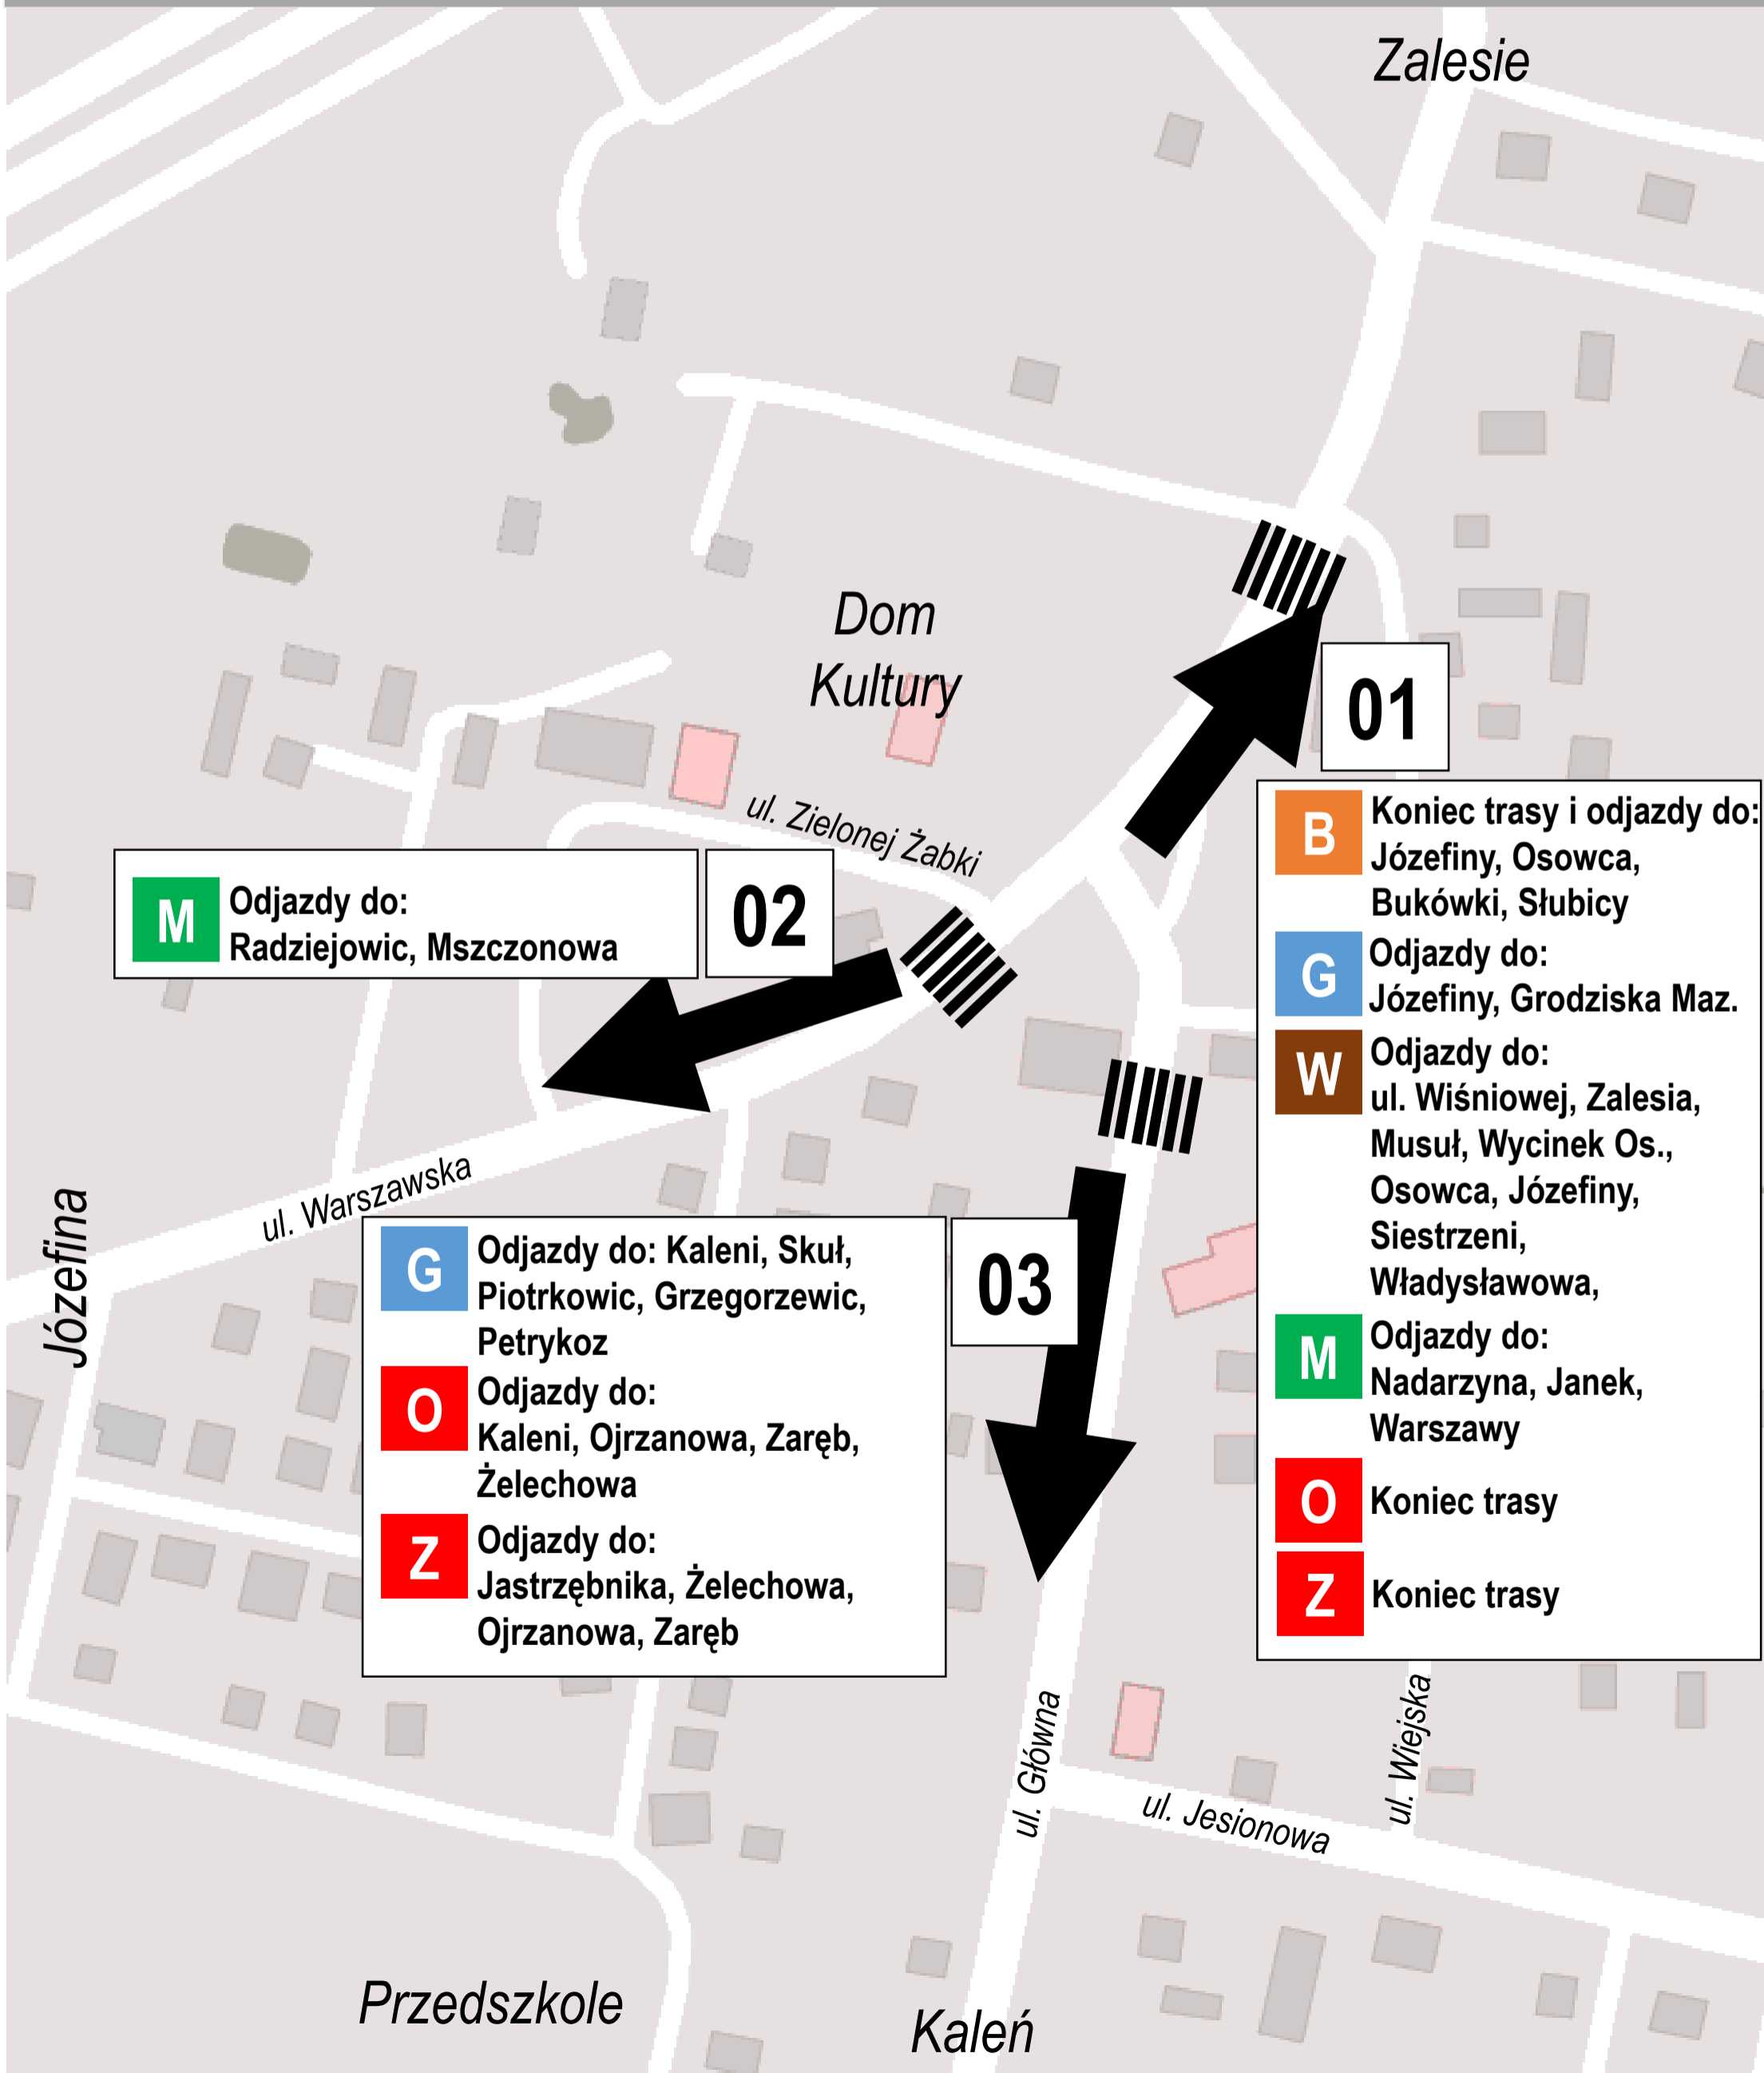 Zalesie
Dom
Kultury
01
ul. Zielonej Żabki
B
Koniec trasy i odjazdy do:
Józefiny, Osowca,
Bukówki, Słubicy
G
Odjazdy do:
Józefiny, Grodziska Maz.
W
Odjazdy do:
ul. Wiśniowej, Zalesia,
Musuł, Wycinek Os.,
Osowca, Józefiny,
Siestrzeni,
Władysławowa,
M
Odjazdy do:
Nadarzyna, Janek,
Warszawy
O
Koniec trasy
Z
Koniec trasy
M
Odjazdy do:
Radziejowic, Mszczonowa
02
ul. Warszawska
Józefina
G
Odjazdy do: Kaleni, Skuł,
Piotrkowic, Grzegorzewic,
Petrykoz
O
Odjazdy do:
Kaleni, Ojrzanowa, Zaręb,
Żelechowa
Z
Odjazdy do:
Jastrzębnika, Żelechowa,
Ojrzanowa, Zaręb
03
ul. Główna
ul. Jesionowa
ul. Wiejska
Przedszkole
Kaleń